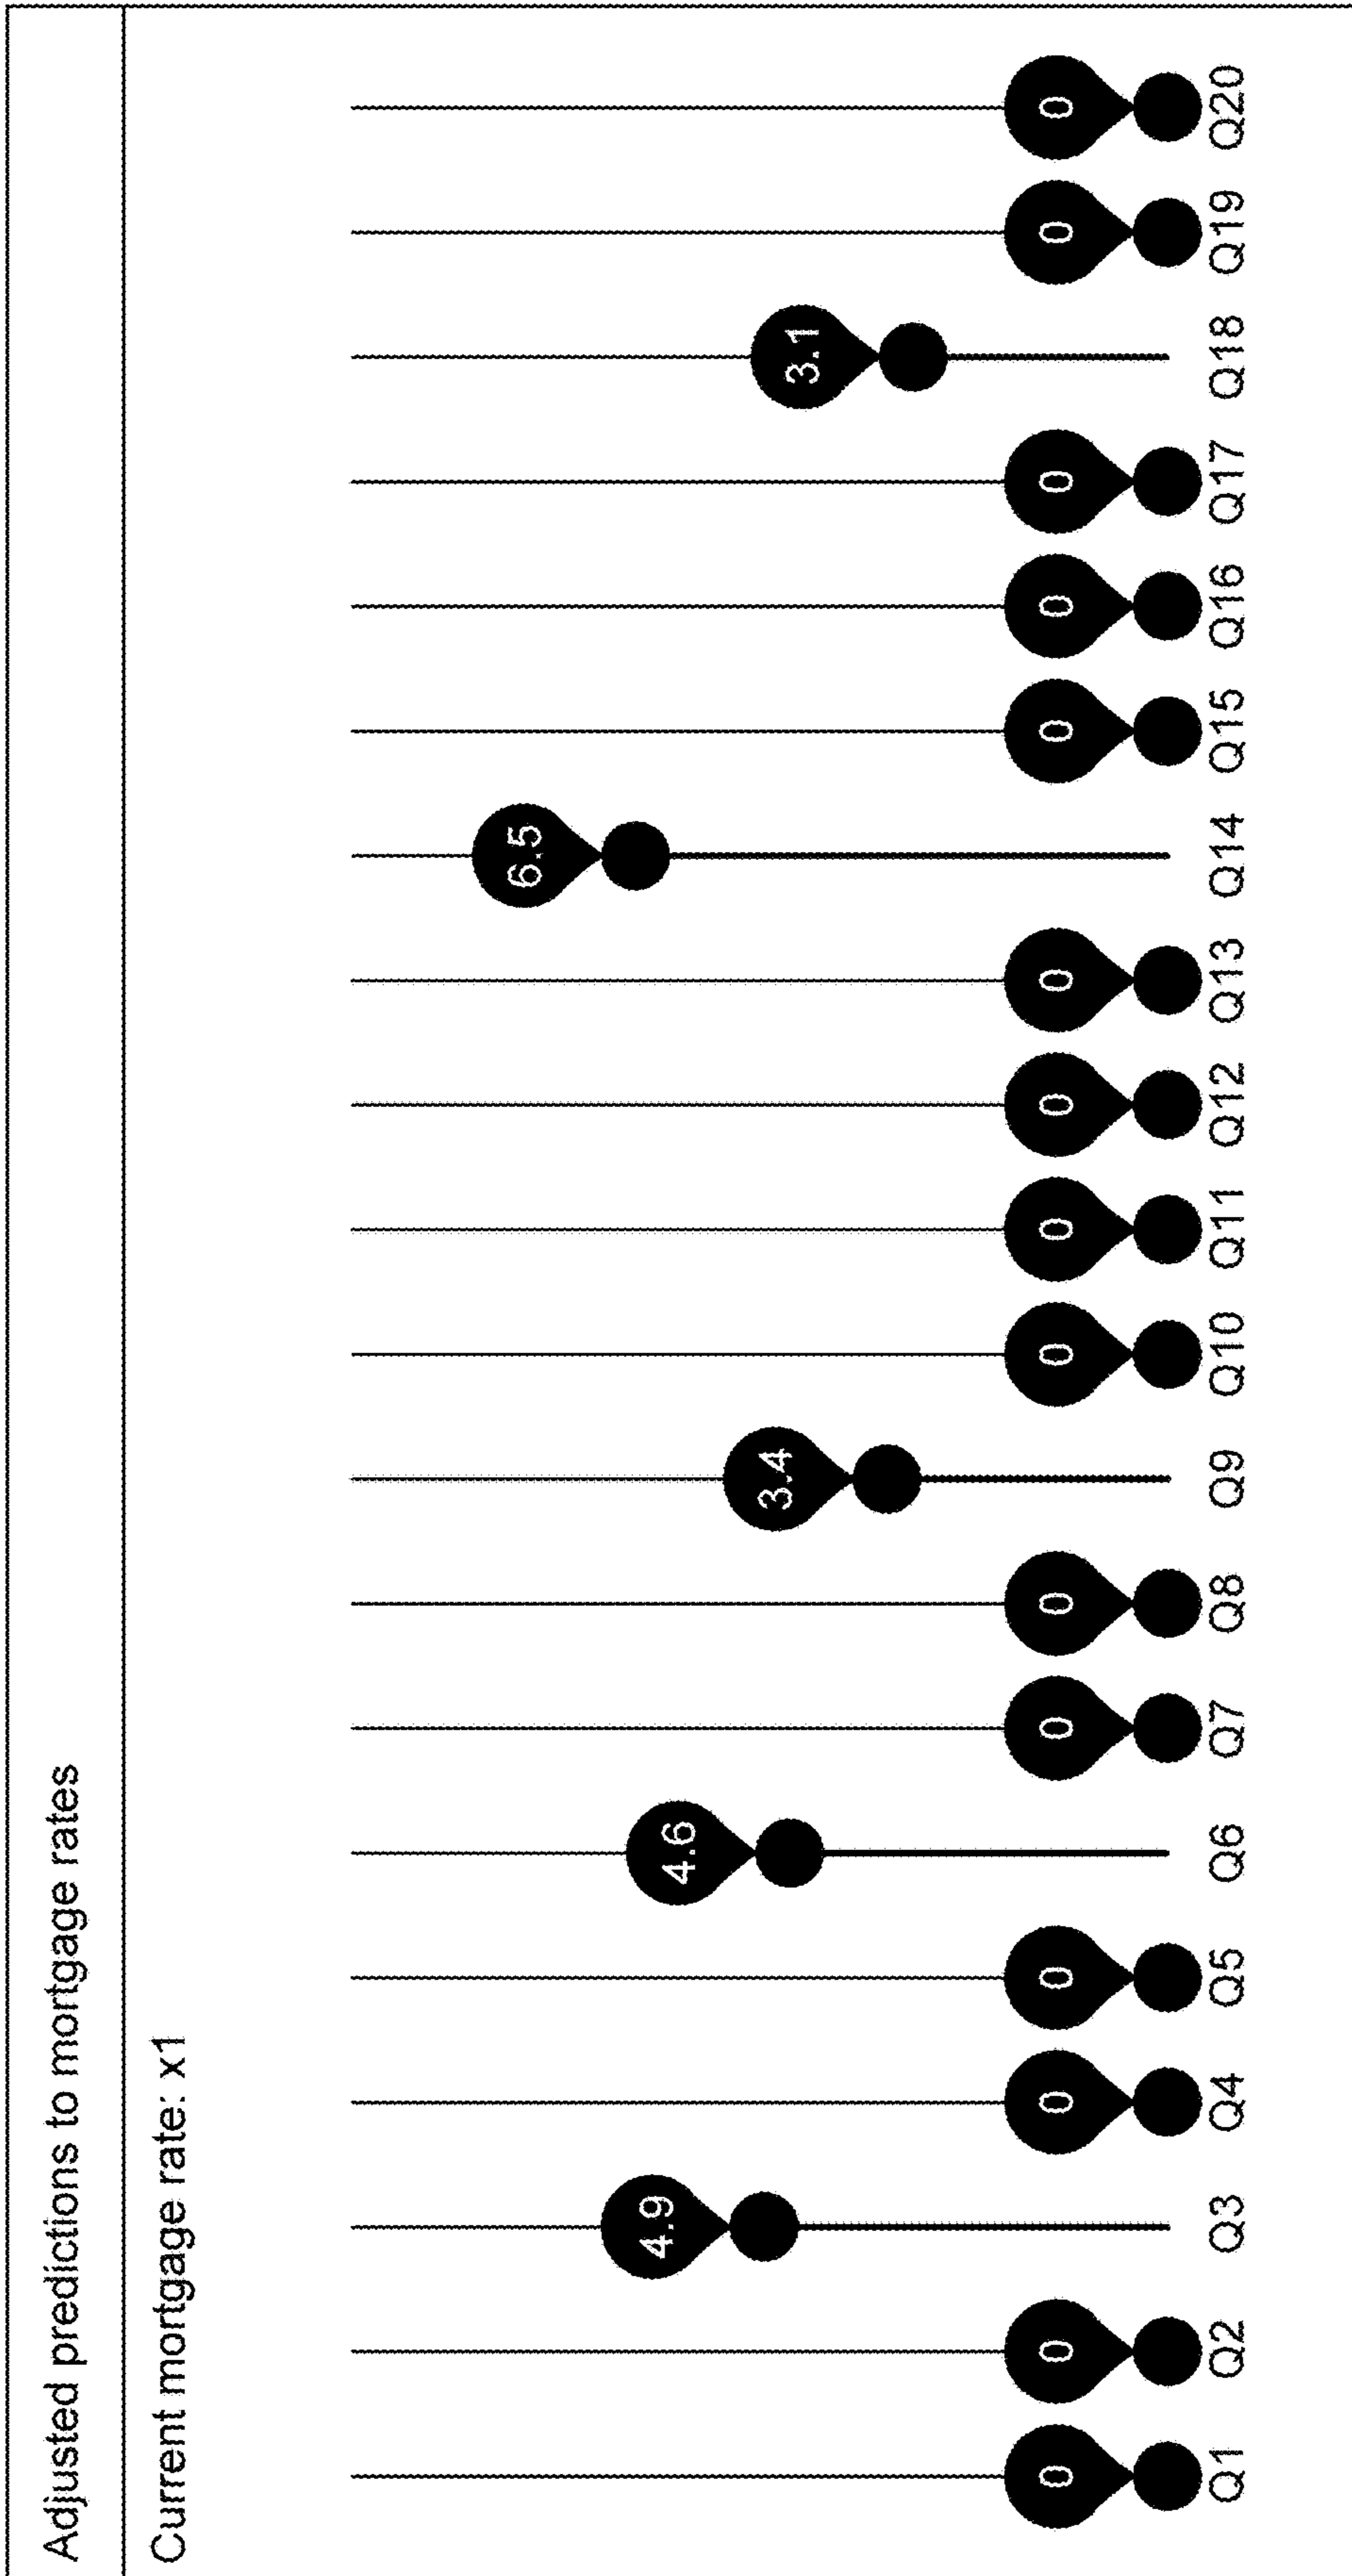 Adjusted predictions to mortgage rates
Current mortgage rate: x1
0 0 4.9 0 0 4.6 0 0 3.4 0 0 0 0 6.5 0 0 0 3.1 0 0
Q1 Q2 Q3 Q4 Q5 Q6 Q7 Q8 Q9 Q10 Q11 Q12 Q13 Q14 Q15 Q16 Q17 Q18 Q19 Q20